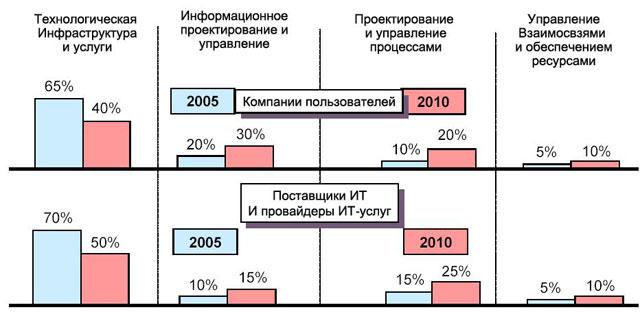 Технологическая
Инфраструктура
и услуги
Информационное
проектирование и
управление
Проектирование
и управление
процессами
Управление
Взаимосвзями
и обеспечением
ресурсами
65%
40%
2005
Компании пользователей
2010
20%
30%
10%
20%
5%
10%
Поставщики ИТ
И провайдеры ИТ-услуг
70%
50%
2005
2010
10%
15%
15%
25%
5%
10%